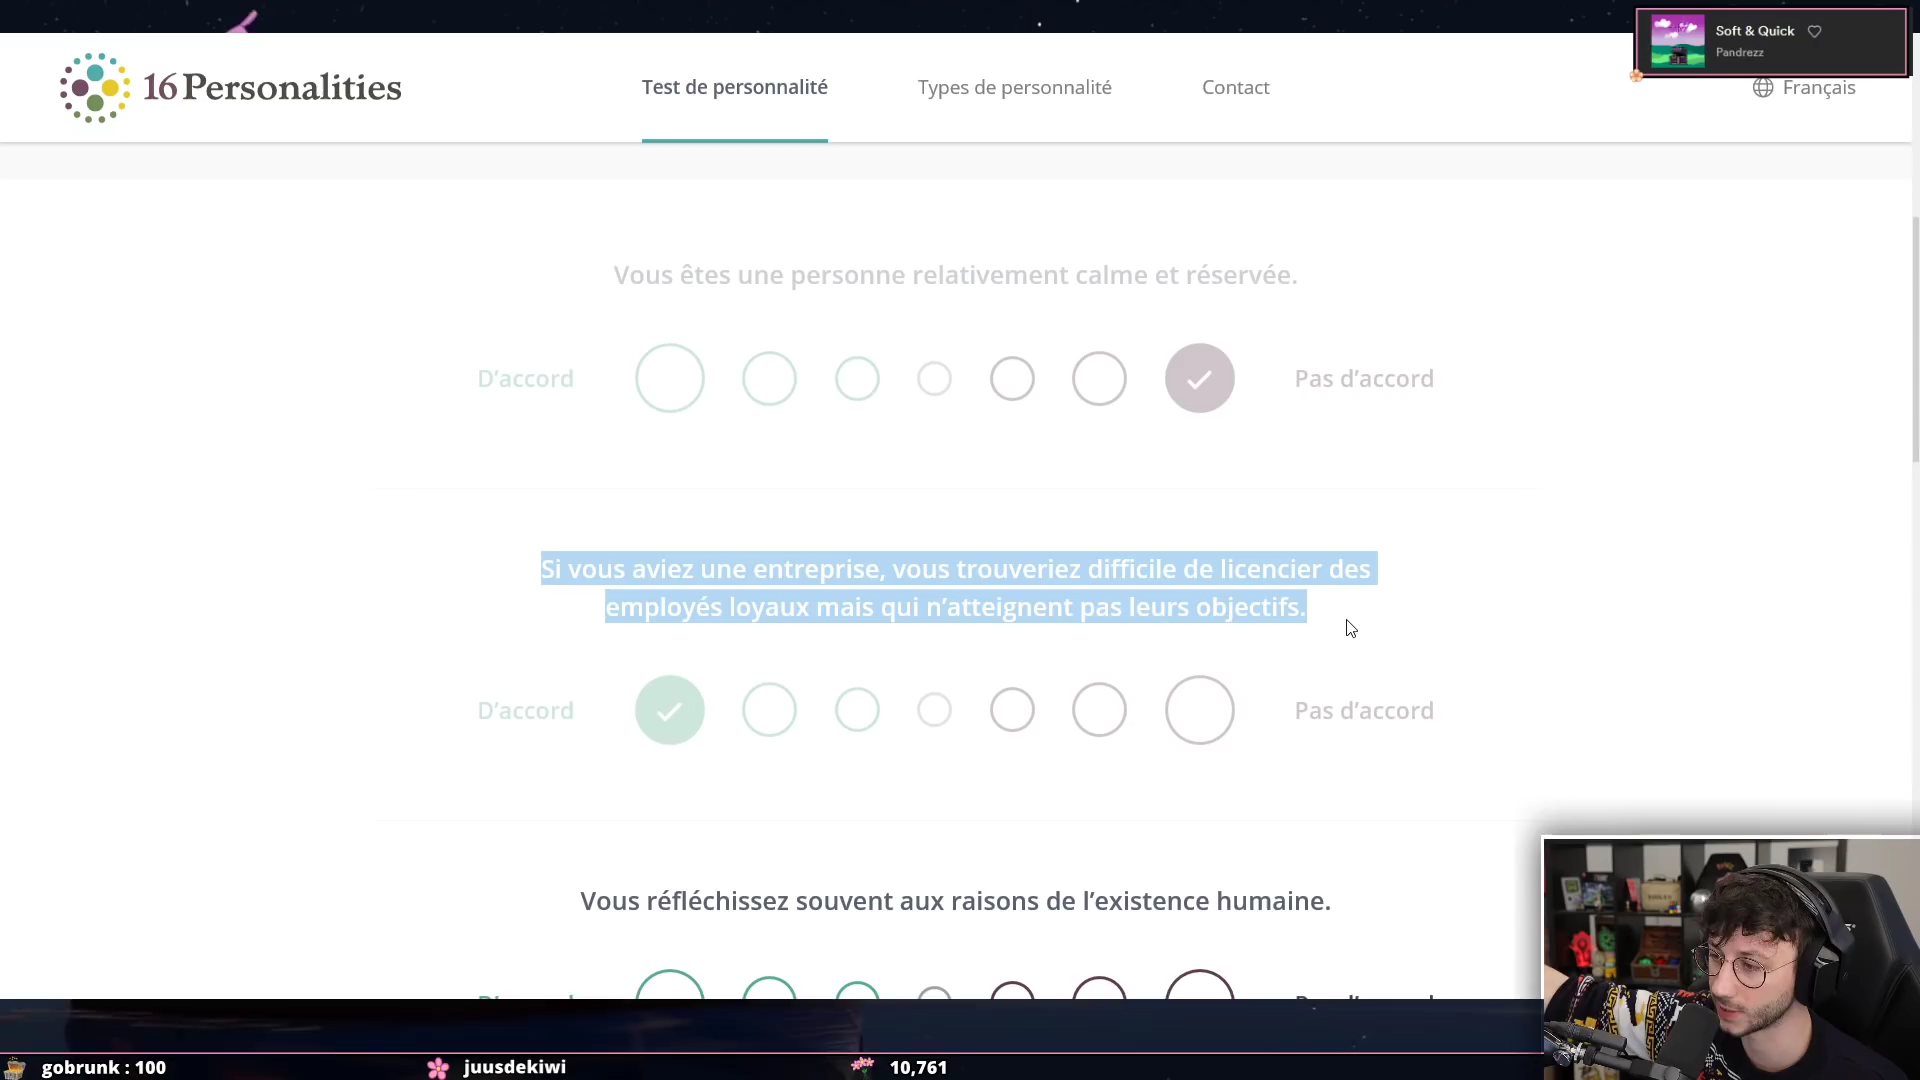 Soft & Quick
Pandrezz
16Personalities
Test de personnalité
Types de personnalité
Contact
Français
Vous êtes une personne relativement calme et réservée.
D'accord
Pas d'accord
Si vous aviez une entreprise, vous trouveriez difficile de licencier des
employés loyaux mais qui n'atteignent pas leurs objectifs.
D'accord
Pas d'accord
Vous réfléchissez souvent aux raisons de l'existence humaine.
gobrunk : 100
juusdekiwi
10,761